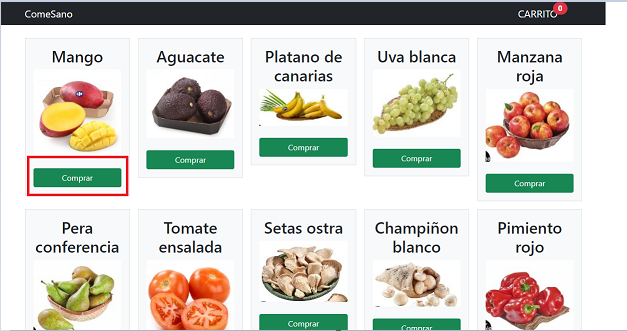 ComeSano
CARRITO 0
Mango
Comprar
Aguacate
Comprar
Platano de
canarias
Comprar
Uva blanca
Comprar
Manzana
roja
Comprar
Pera
conferencia
Tomate
ensalada
Setas ostra
Comprar
Champiñon
blanco
Comprar
Pimiento
rojo